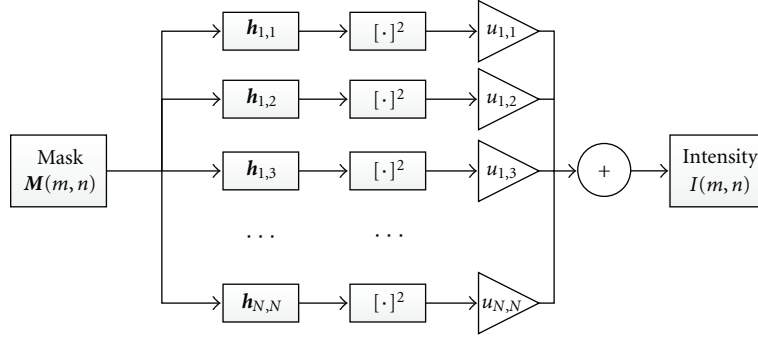 h1,1 [·]² u1,1
h1,2 [·]² u1,2
Mask
M(m, n)
h1,3 [·]² u1,3 +
Intensity
I(m, n)
... ...
hN,N [·]² uN,N